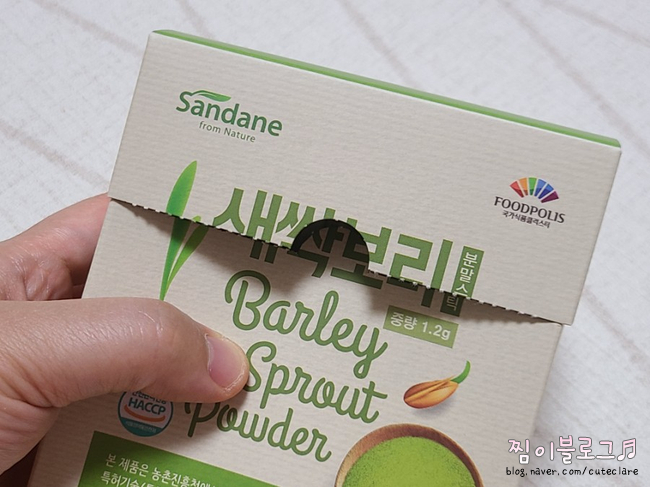 Sandane
from Nature
FOODPOLIS
국가식품클러스터
새싹보리
분말스틱
중량 1.2g
Barley
Sprout
Powder
HACCP
본 제품은 농촌진흥청에
찜이블로그♬
blog.naver.com/cuteclare